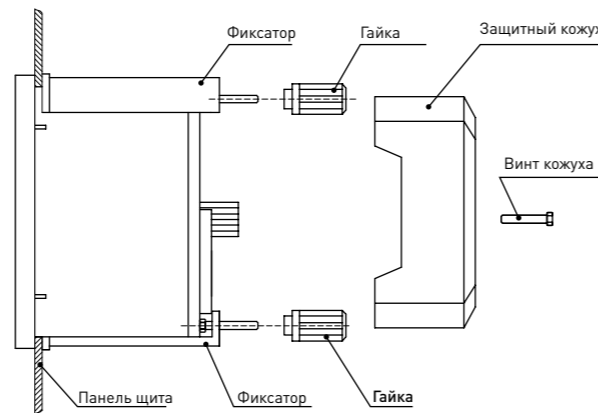 Фиксатор
Гайка
Защитный кожух
Винт кожуха
Панель щита
Фиксатор
Гайка